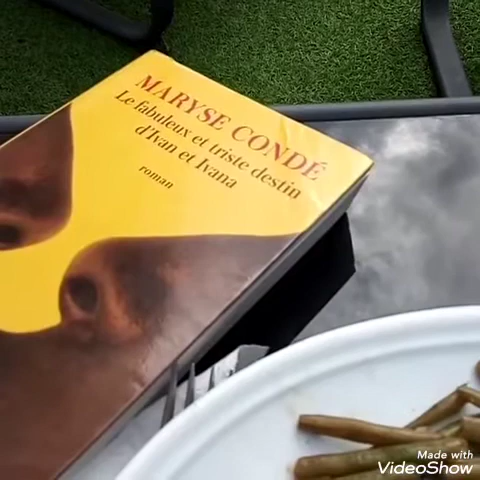 MARYSE CONDÉ
Le fabuleux et triste destin
d'Ivan et Ivana
roman
Made with
VideoShow